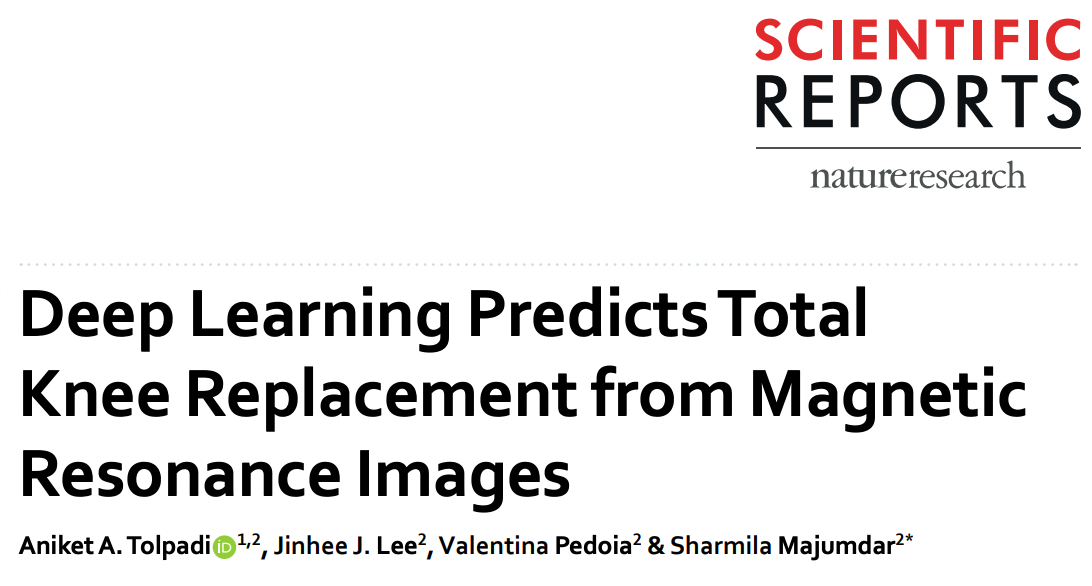 SCIENTIFIC
REPORTS
natureresearch
Deep Learning Predicts Total
Knee Replacement from Magnetic
Resonance Images
Aniket A. Tolpadi iD 1,2, Jinhee J. Lee2, Valentina Pedoia2 & Sharmila Majumdar2*